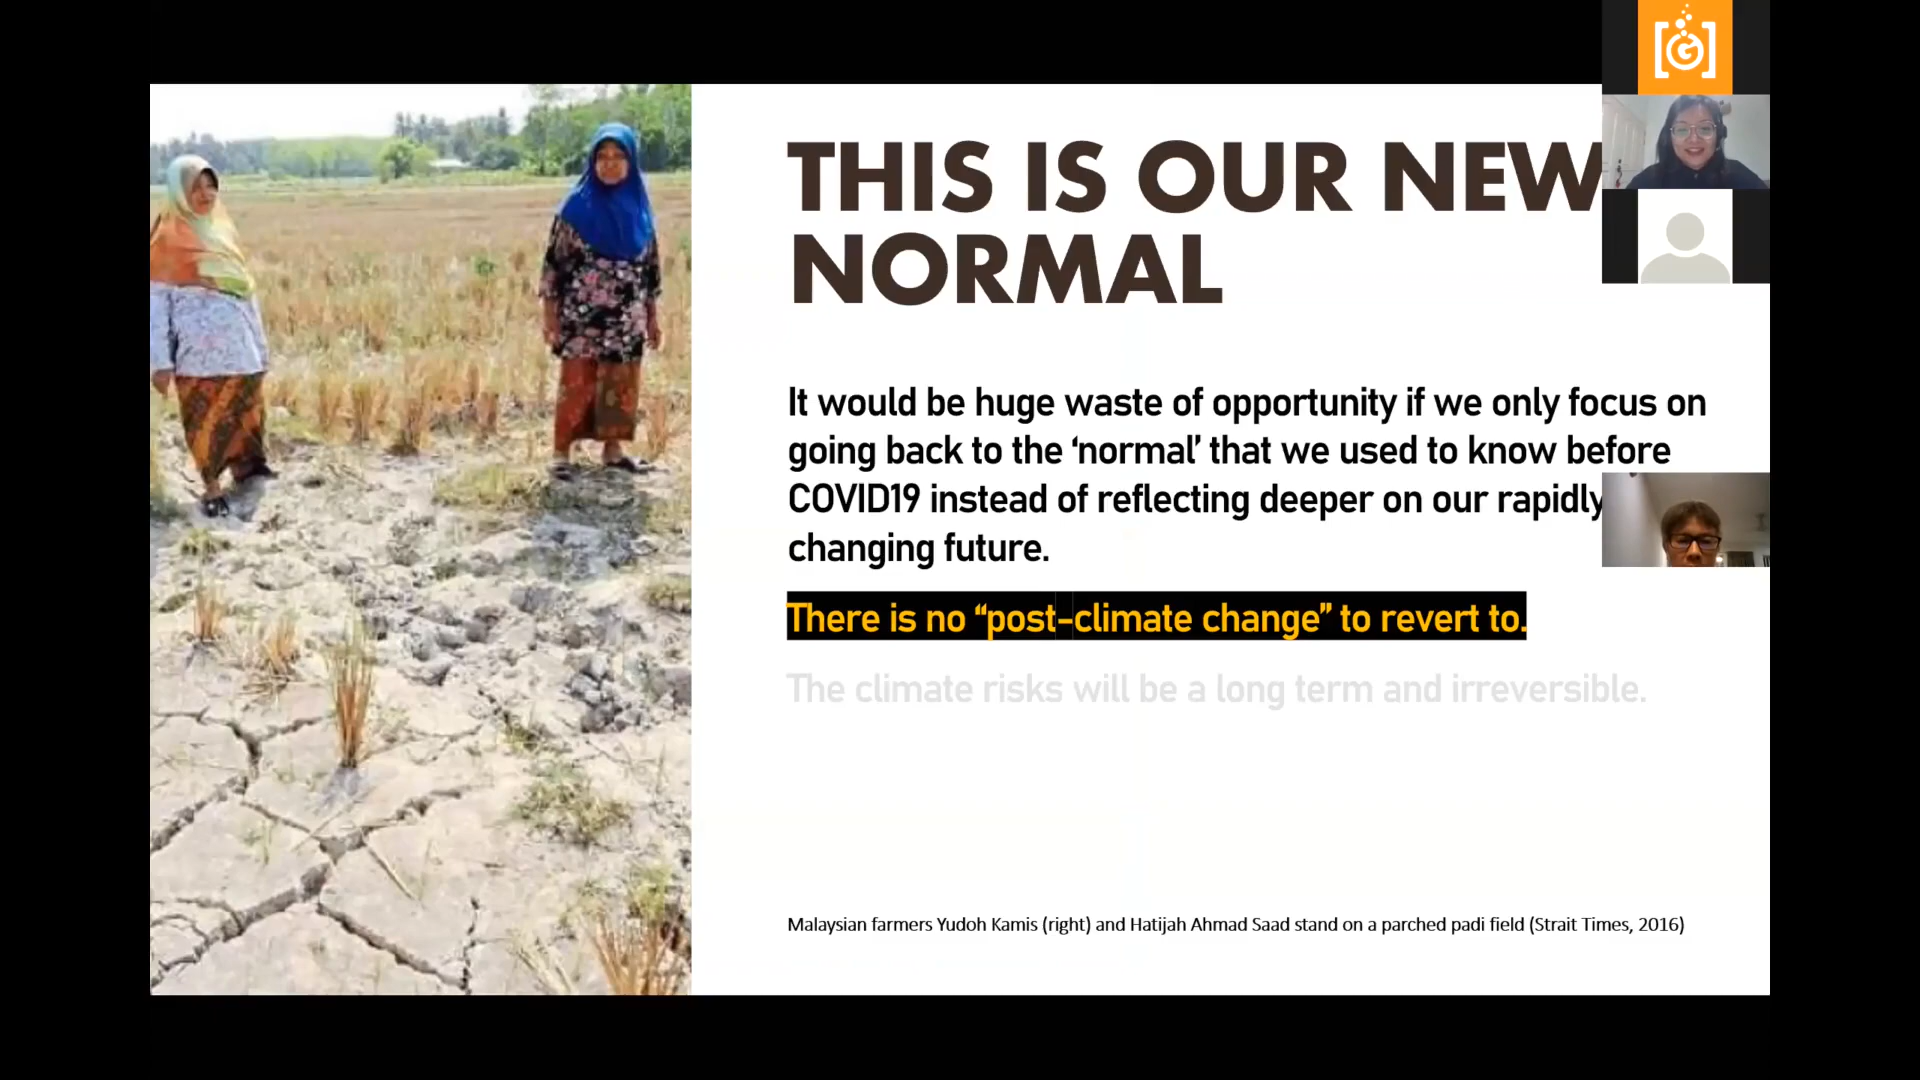 THIS IS OUR NEW
NORMAL
It would be huge waste of opportunity if we only focus on
going back to the ‘normal’ that we used to know before
COVID19 instead of reflecting deeper on our rapidly
changing future.
There is no “post-climate change” to revert to.
The climate risks will be a long term and irreversible.
Malaysian farmers Yudoh Kamis (right) and Hatijah Ahmad Saad stand on a parched padi field (Strait Times, 2016)